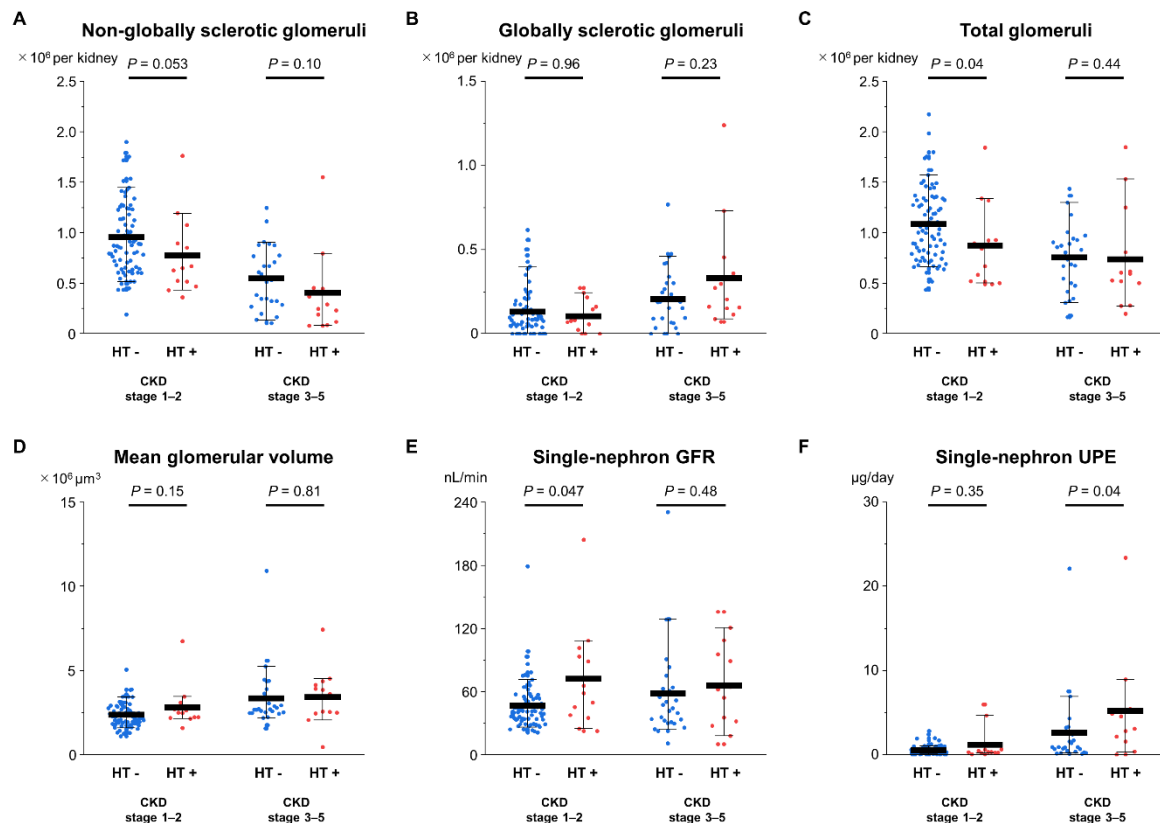 A
Non-globally sclerotic glomeruli
× 10⁶ per kidney
P = 0.053
P = 0.10
2.5
2.0
1.5
1.0
0.5
0
HT - HT + HT - HT +
CKD
stage 1–2
CKD
stage 3–5
B
Globally sclerotic glomeruli
× 10⁶ per kidney
P = 0.96
P = 0.23
1.5
1.0
0.5
0
HT - HT + HT - HT +
CKD
stage 1–2
CKD
stage 3–5
C
Total glomeruli
× 10⁶ per kidney
P = 0.04
P = 0.44
2.5
2.0
1.5
1.0
0.5
0
HT - HT + HT - HT +
CKD
stage 1–2
CKD
stage 3–5
D
Mean glomerular volume
× 10⁶ µm³
P = 0.15
P = 0.81
15
10
5
0
HT - HT + HT - HT +
CKD
stage 1–2
CKD
stage 3–5
E
Single-nephron GFR
nL/min
P = 0.047
P = 0.48
240
180
120
60
0
HT - HT + HT - HT +
CKD
stage 1–2
CKD
stage 3–5
F
Single-nephron UPE
µg/day
P = 0.35
P = 0.04
30
20
10
0
HT - HT + HT - HT +
CKD
stage 1–2
CKD
stage 3–5